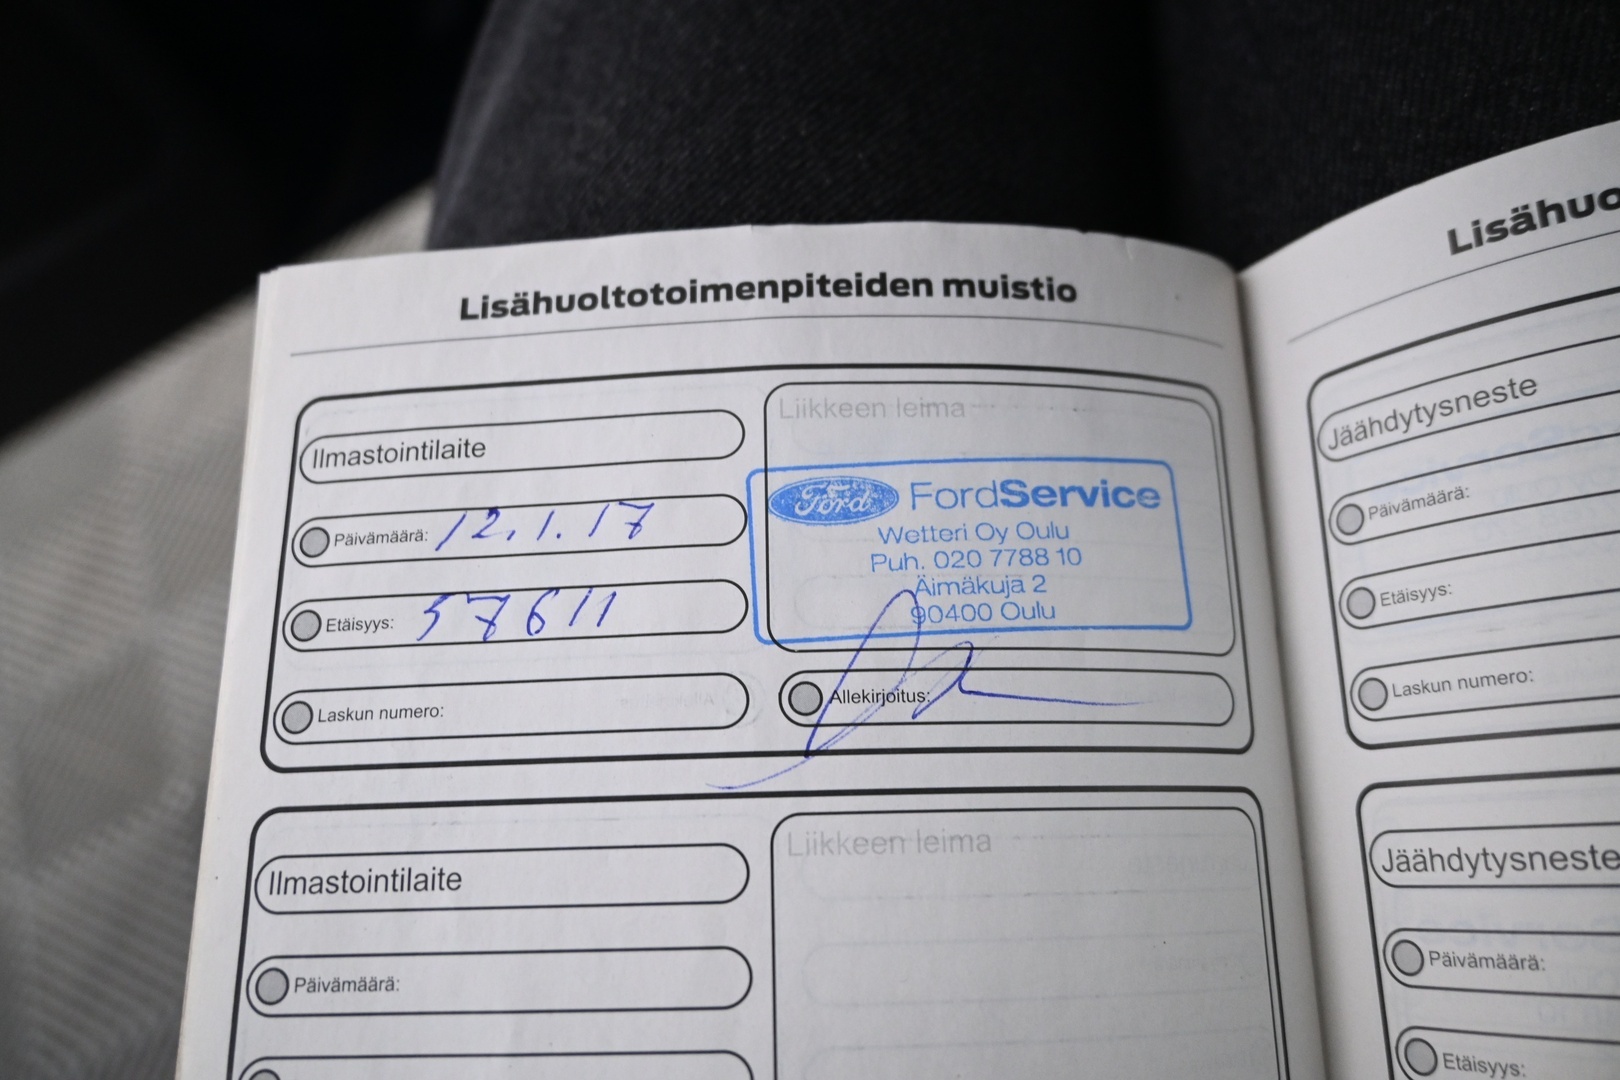 Lisähuoltotoimenpiteiden muistio
Ilmastointilaite
Päivämäärä: 12.1.17
Etäisyys: 57611
Laskun numero:
Liikkeen leima
Ford FordService
Wetteri Oy Oulu
Puh. 020 7788 10
Äimäkuja 2
90400 Oulu
Allekirjoitus:
Ilmastointilaite
Päivämäärä:
Liikkeen leima
Lisähuo
Jäähdytysneste
Päivämäärä:
Etäisyys:
Laskun numero:
Jäähdytysneste
Päivämäärä:
Etäisyys: